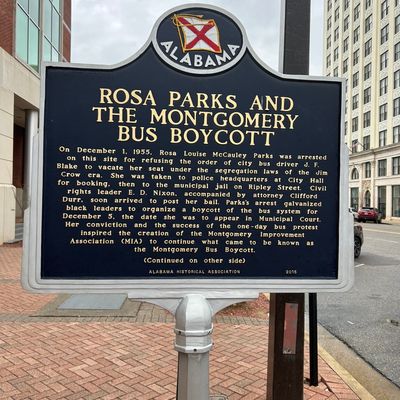 ALABAMA
ROSA PARKS AND
THE MONTGOMERY
BUS BOYCOTT
On December 1, 1955, Rosa Louise McCauley Parks was arrested
on this site for refusing the order of city bus driver J. F.
Blake to vacate her seat under the segregation laws of the Jim
Crow era. She was taken to police headquarters at City Hall
for booking, then to the municipal jail on Ripley Street. Civil
rights leader E. D. Nixon, accompanied by attorney Clifford
Durr, soon arrived to post her bail. Parks's arrest galvanized
black leaders to organize a boycott of the bus system for
December 5, the date she was to appear in Municipal Court.
Her conviction and the success of the one-day bus protest
inspired the creation of the Montgomery Improvement
Association (MIA) to continue what came to be known as
the Montgomery Bus Boycott.
(Continued on other side)
ALABAMA HISTORICAL ASSOCIATION 2015